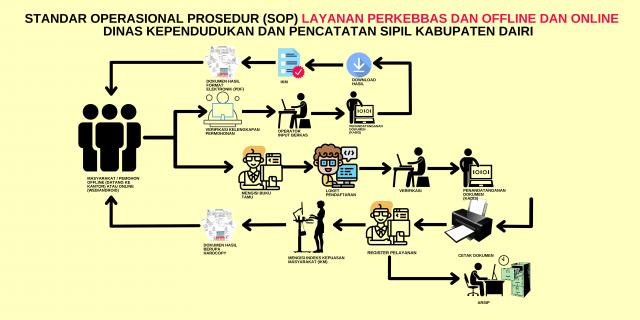 STANDAR OPERASIONAL PROSEDUR (SOP) LAYANAN PERKEBBAS DAN OFFLINE DAN ONLINE
DINAS KEPENDUDUKAN DAN PENCATATAN SIPIL KABUPATEN DAIRI
DOKUMEN HASIL
FORMAT
ELEKTRONIK (PDF)
IKM
DOWNLOAD
HASIL
VERIFIKASI KELENGKAPAN
PERMOHONAN
OPERATOR
INPUT BERKAS
PENANDATANGANAN
DOKUMEN
(KADIS)
MASYARAKAT / PEMOHON
OFFLINE (DATANG KE
KANTOR) ATAU ONLINE
(WEB/ANDROID)
MENGISI BUKU
TAMU
LOKET
PENDAFTARAN
VERIFIKASI
PENANDATANGANAN
DOKUMEN
(KADIS)
DOKUMEN HASIL
BERUPA
HARDCOPY
MENGISI INDEKS KEPUASAN
MASYARAKAT (IKM)
REGISTER PELAYANAN
CETAK DOKUMEN
ARSIP